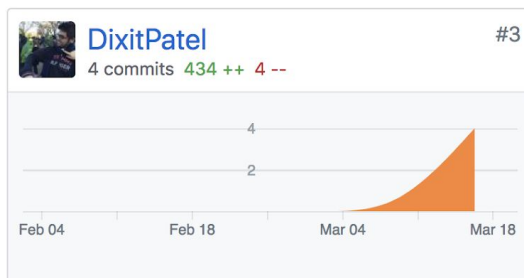 DixitPatel #3
4 commits 434 ++ 4 --
4
2
Feb 04 Feb 18 Mar 04 Mar 18